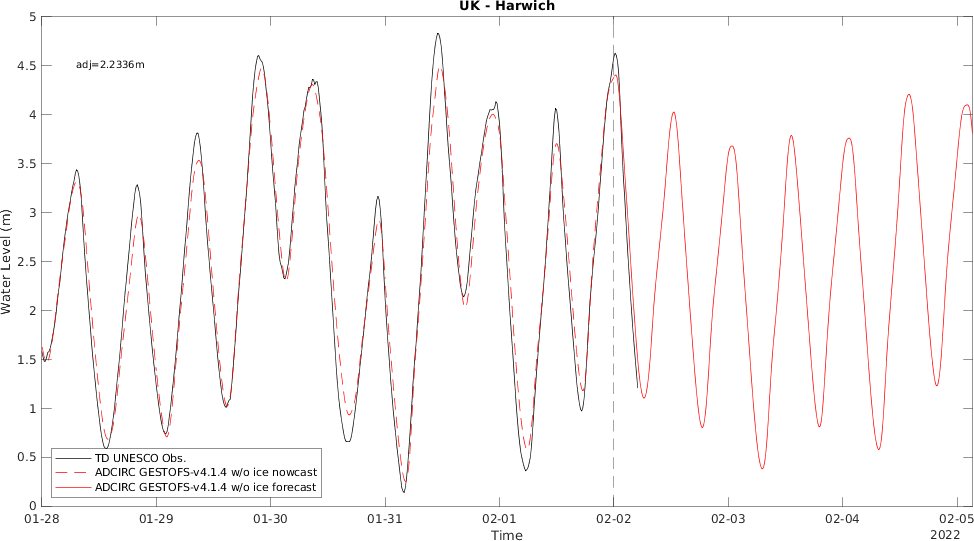 UK - Harwich
5
4.5
4
3.5
3
2.5
2
1.5
1
0.5
0
Water Level (m)
adj=2.2336m
TD UNESCO Obs.
ADCIRC GESTOFS-v4.1.4 w/o ice nowcast
ADCIRC GESTOFS-v4.1.4 w/o ice forecast
01-28 01-29 01-30 01-31 02-01 02-02 02-03 02-04 02-05
Time
2022